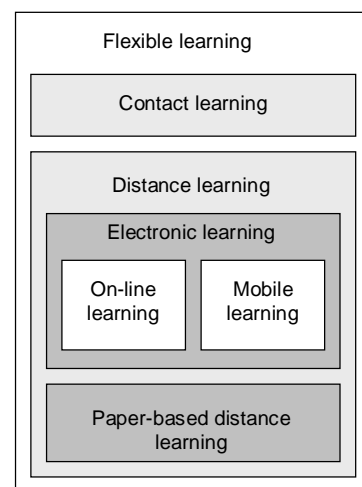 Flexible learning
Contact learning
Distance learning
Electronic learning
On-line
learning
Mobile
learning
Paper-based distance
learning